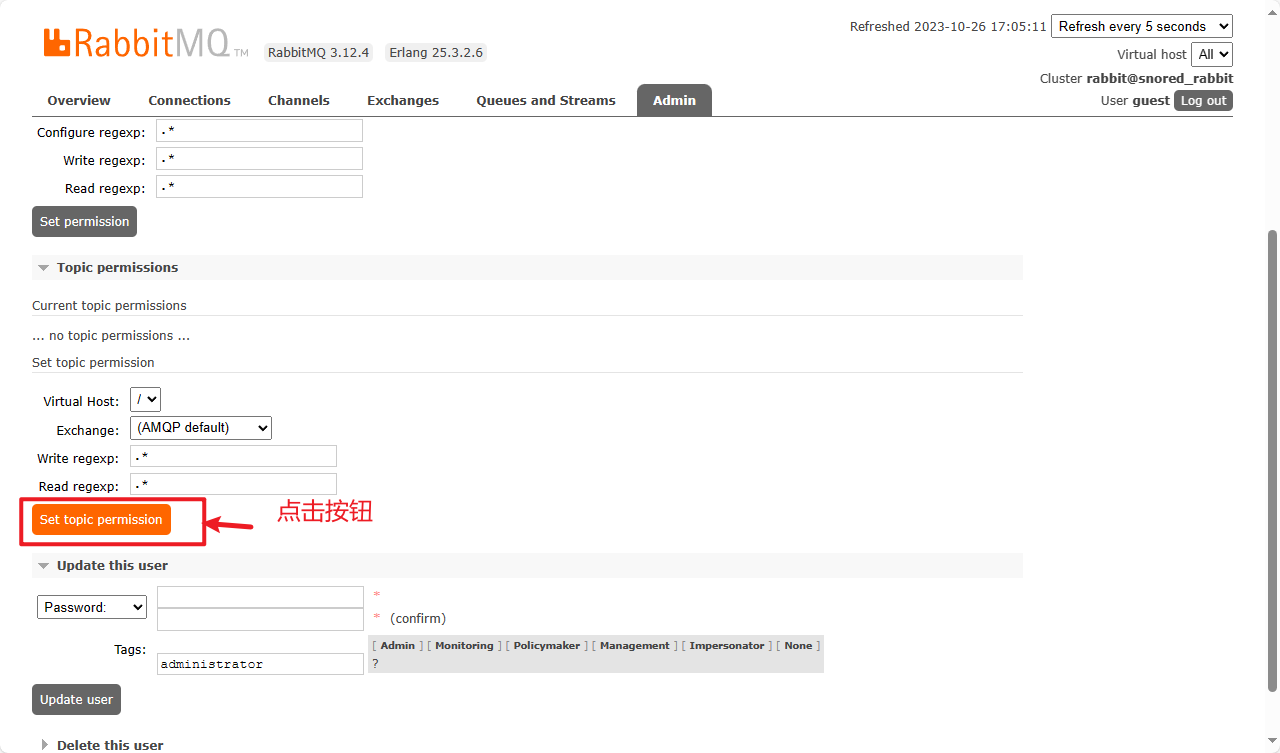 RabbitMQ TM RabbitMQ 3.12.4 Erlang 25.3.2.6
Refreshed 2023-10-26 17:05:11 Refresh every 5 seconds
Virtual host All
Cluster rabbit@snored_rabbit
User guest Log out
Overview Connections Channels Exchanges Queues and Streams Admin
Configure regexp: .*
Write regexp: .*
Read regexp: .*
Set permission
Topic permissions
Current topic permissions
... no topic permissions ...
Set topic permission
Virtual Host: /
Exchange: (AMQP default)
Write regexp: .*
Read regexp: .*
Set topic permission 点击按钮
Update this user
Password: *
* (confirm)
Tags: administrator [ Admin ] [ Monitoring ] [ Policymaker ] [ Management ] [ Impersonator ] [ None ]
?
Update user
Delete this user